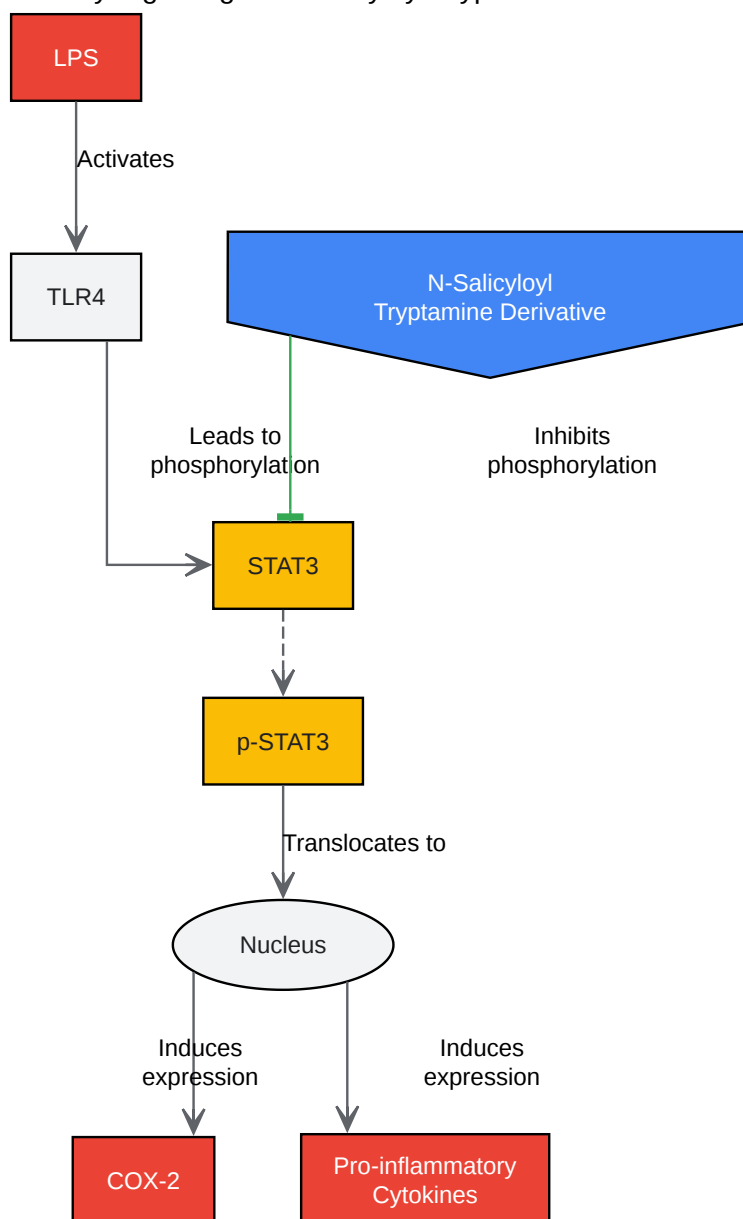 LPS
Activates
TLR4
N-Salicyloyl
Tryptamine Derivative
Leads to
phosphorylation
Inhibits
phosphorylation
STAT3
p-STAT3
Translocates to
Nucleus
Induces
expression
Induces
expression
COX-2
Pro-inflammatory
Cytokines